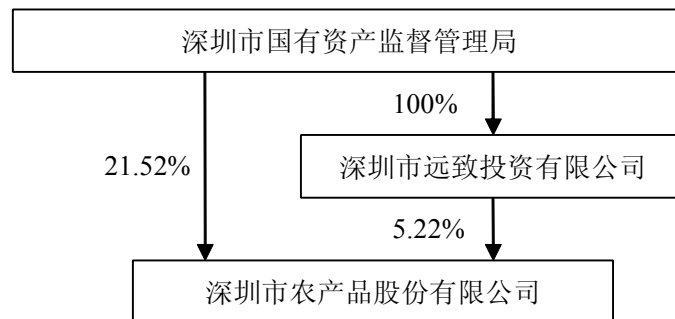 深圳市国有资产监督管理局
100%
21.52%
深圳市远致投资有限公司
5.22%
深圳市农产品股份有限公司